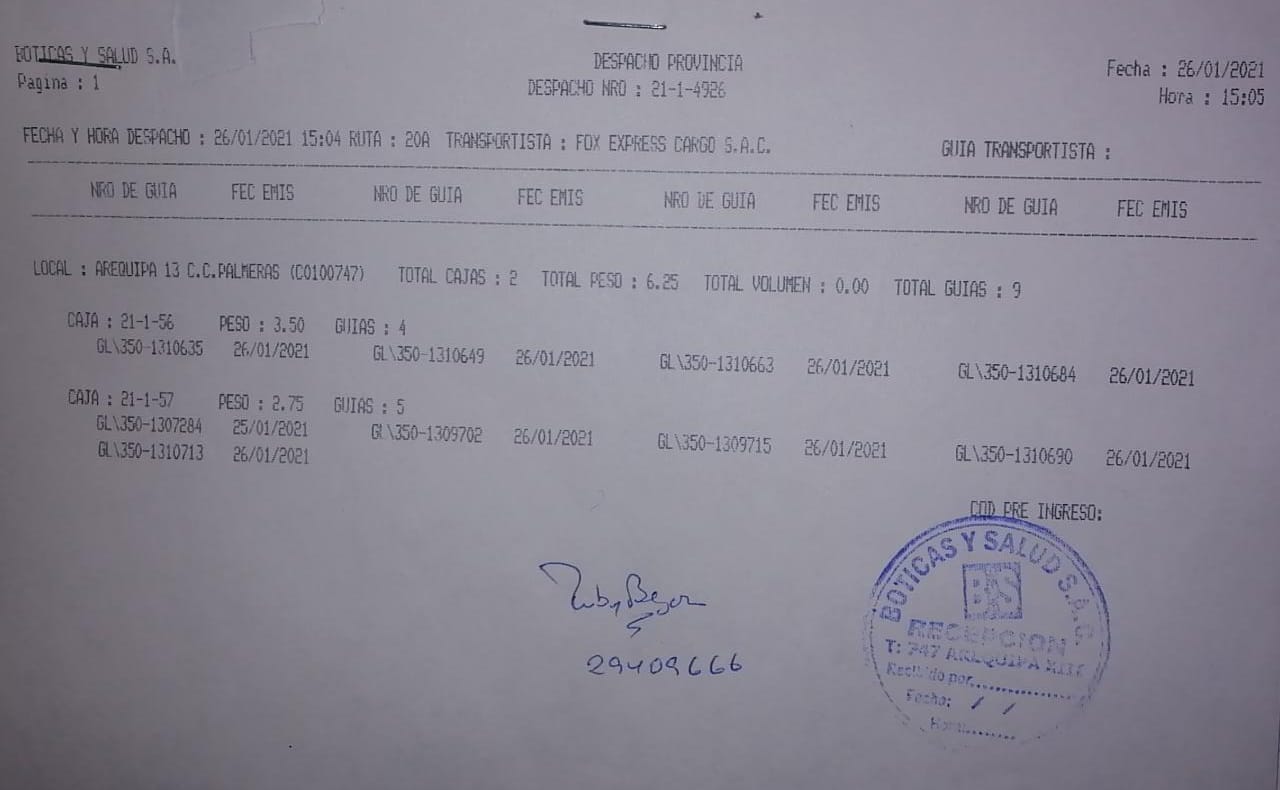 BOTICAS Y SALUD S.A.
DESPACHO PROVINCIA
Fecha : 26/01/2021
Pagina : 1
DESPACHO NRO : 21-1-4926
Hora : 15:05
FECHA Y HORA DESPACHO : 26/01/2021 15:04 RUTA : 20A TRANSPORTISTA : FOX EXPRESS CARGO S.A.C. GUIA TRANSPORTISTA :
NRO DE GUIA FEC EMIS NRO DE GUIA FEC EMIS NRO DE GUIA FEC EMIS NRO DE GUIA FEC EMIS
LOCAL : AREQUIPA 13 C.C.PALMERAS (C0100747) TOTAL CAJAS : 2 TOTAL PESO : 6.25 TOTAL VOLUMEN : 0.00 TOTAL GUIAS : 9
CAJA : 21-1-56 PESO : 3.50 GUIAS : 4
GL\350-1310635 26/01/2021 GL\350-1310649 26/01/2021 GL\350-1310663 26/01/2021 GL\350-1310684 26/01/2021
CAJA : 21-1-57 PESO : 2.75 GUIAS : 5
GL\350-1307284 25/01/2021 GL\350-1309702 26/01/2021 GL\350-1309715 26/01/2021 GL\350-1310690 26/01/2021
GL\350-1310713 26/01/2021
COD PRE INGRESO:
BOTICAS Y SALUD S.A.C.
BS
RECEPCION
T: 747 AREQUIPA XIII
Recibido por..............
Fecha: / /
Hora:...........
29409666